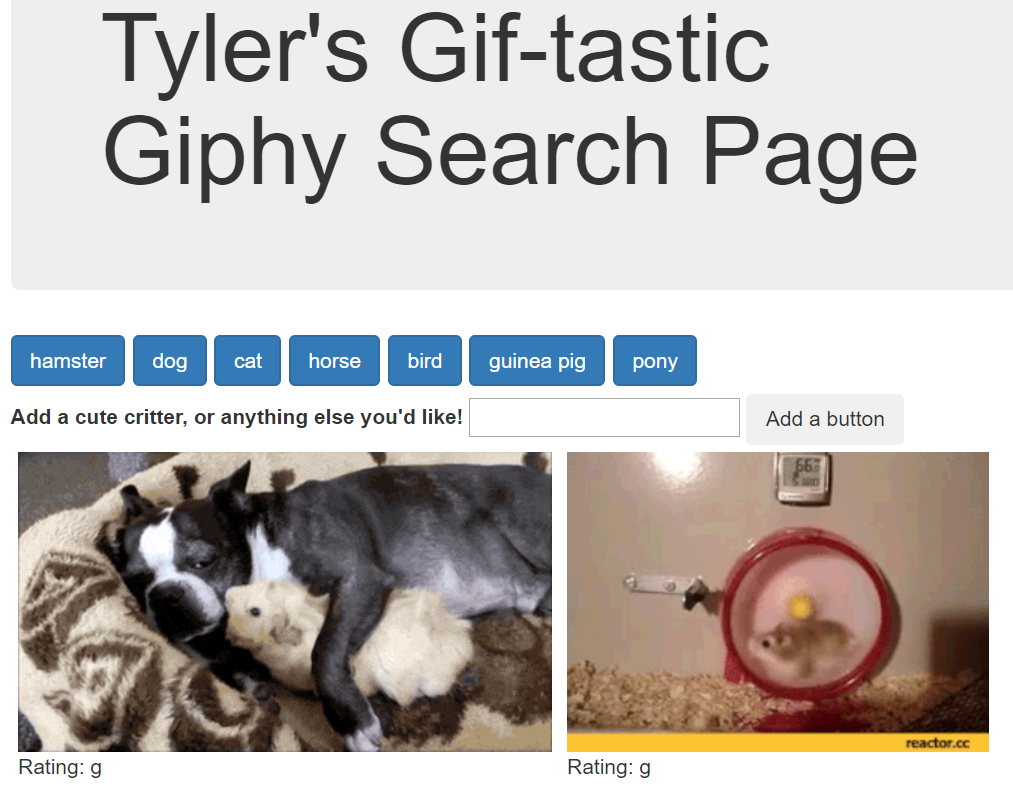 Tyler's Gif-tastic
Giphy Search Page
hamster dog cat horse bird guinea pig pony
Add a cute critter, or anything else you'd like! Add a button
reactor.cc
Rating: g Rating: g